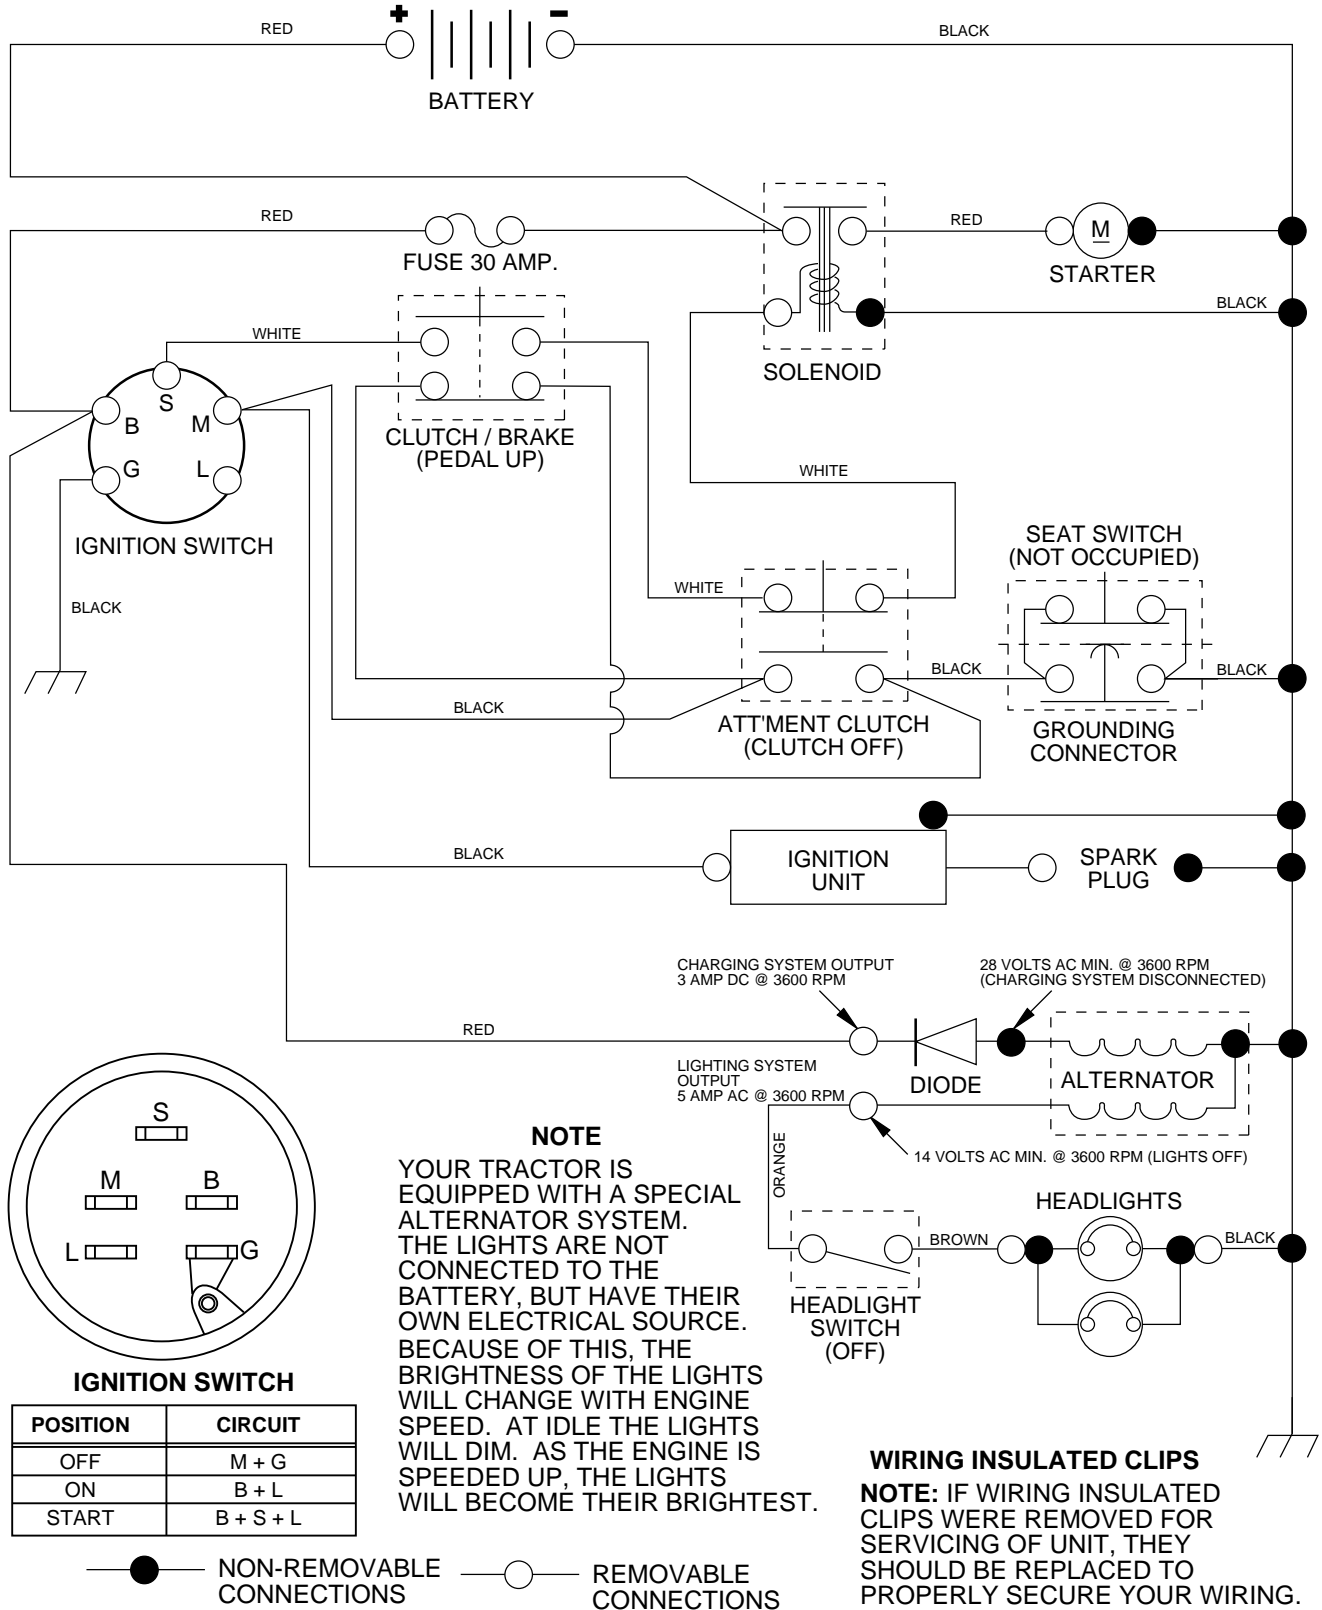 RED
+
-
BLACK
BATTERY
RED
FUSE 30 AMP.
RED
M
STARTER
BLACK
SOLENOID
WHITE
S
B
M
G
L
IGNITION SWITCH
CLUTCH / BRAKE
(PEDAL UP)
WHITE
BLACK
WHITE
SEAT SWITCH
(NOT OCCUPIED)
BLACK
BLACK
BLACK
ATT'MENT CLUTCH
(CLUTCH OFF)
GROUNDING
CONNECTOR
BLACK
IGNITION
UNIT
SPARK
PLUG
CHARGING SYSTEM OUTPUT
3 AMP DC @ 3600 RPM
28 VOLTS AC MIN. @ 3600 RPM
(CHARGING SYSTEM DISCONNECTED)
RED
LIGHTING SYSTEM
OUTPUT
5 AMP AC @ 3600 RPM
DIODE
ALTERNATOR
14 VOLTS AC MIN. @ 3600 RPM (LIGHTS OFF)
ORANGE
HEADLIGHTS
BROWN
BLACK
HEADLIGHT
SWITCH
(OFF)
S
M
B
L
G
IGNITION SWITCH
POSITION CIRCUIT
OFF M + G
ON B + L
START B + S + L
NOTE
YOUR TRACTOR IS
EQUIPPED WITH A SPECIAL
ALTERNATOR SYSTEM.
THE LIGHTS ARE NOT
CONNECTED TO THE
BATTERY, BUT HAVE THEIR
OWN ELECTRICAL SOURCE.
BECAUSE OF THIS, THE
BRIGHTNESS OF THE LIGHTS
WILL CHANGE WITH ENGINE
SPEED. AT IDLE THE LIGHTS
WILL DIM. AS THE ENGINE IS
SPEEDED UP, THE LIGHTS
WILL BECOME THEIR BRIGHTEST.
WIRING INSULATED CLIPS
NOTE: IF WIRING INSULATED
CLIPS WERE REMOVED FOR
SERVICING OF UNIT, THEY
SHOULD BE REPLACED TO
PROPERLY SECURE YOUR WIRING.
NON-REMOVABLE
CONNECTIONS
REMOVABLE
CONNECTIONS